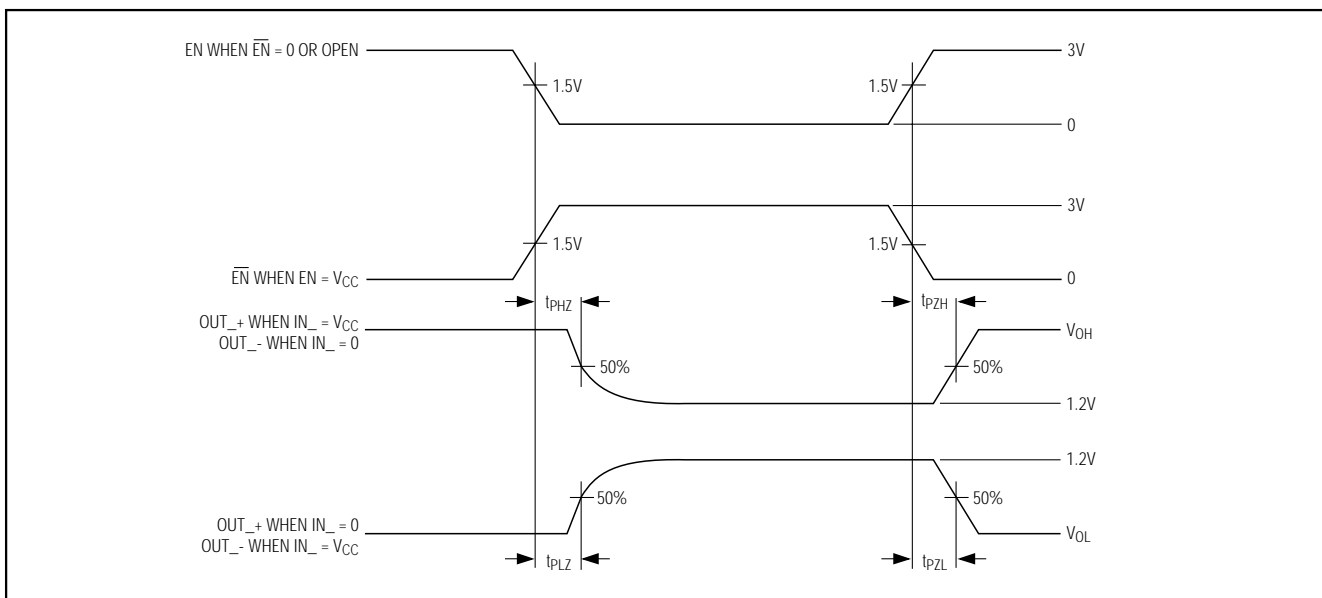 EN WHEN E̅N̅ = 0 OR OPEN
3V
1.5V
1.5V
0
3V
1.5V
1.5V
E̅N̅ WHEN EN = VCC
0
tPHZ
tPZH
OUT_+ WHEN IN_ = VCC
OUT_- WHEN IN_ = 0
VOH
50%
50%
1.2V
1.2V
50%
50%
OUT_+ WHEN IN_ = 0
OUT_- WHEN IN_ = VCC
VOL
tPLZ
tPZL